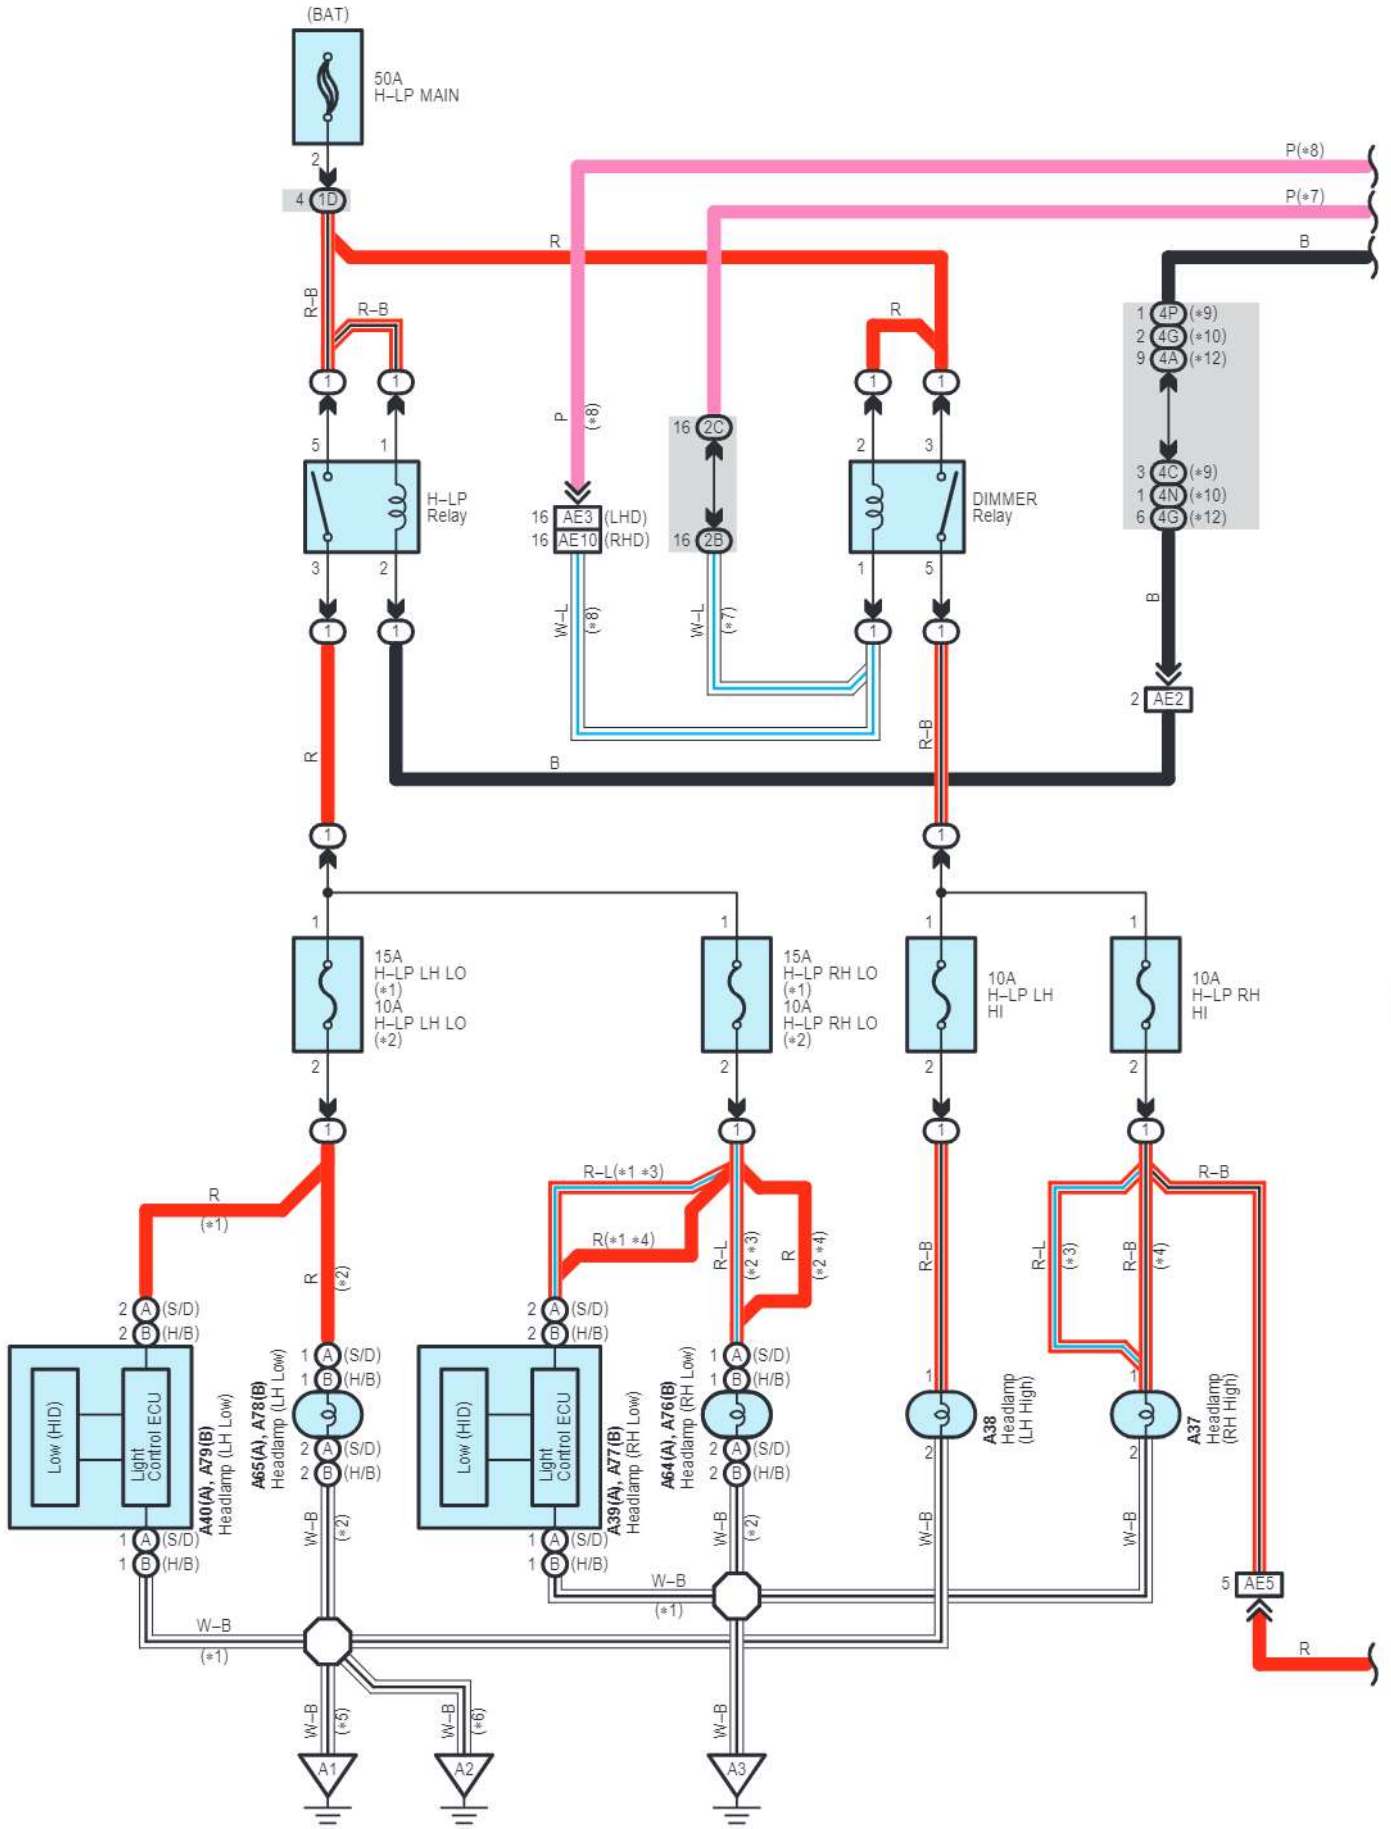 (BAT)
50A
H–LP MAIN
2
4 1D
P(∗8)
P(∗7)
R
B
R–B
R–B
R
1 4P (∗9)
2 4G (∗10)
9 4A (∗12)
1
1
1
1
P
(∗8)
16 2C
5
1
2
3
H–LP
Relay
DIMMER
Relay
3 4C (∗9)
1 4N (∗10)
6 4G (∗12)
16 AE3 (LHD)
16 AE10 (RHD)
16 2B
3
2
1
5
1
1
1
1
W–L
(∗8)
W–L
(∗7)
B
2 AE2
R
R–B
B
1
1
1
1
1
1
15A
H–LP LH LO
(∗1)
10A
H–LP LH LO
(∗2)
15A
H–LP RH LO
(∗1)
10A
H–LP RH LO
(∗2)
10A
H–LP LH
HI
10A
H–LP RH
HI
2
2
2
2
1
1
1
1
R
(∗1)
R
(∗2)
R–L(∗1 ∗3)
R(∗1 ∗4)
R–L
(∗2 ∗3)
R
(∗2 ∗4)
R–B
R–L
(∗3)
R–B
(∗4)
R–B
2 A (S/D)
2 B (H/B)
1 A (S/D)
1 B (H/B)
2 A (S/D)
2 B (H/B)
1 A (S/D)
1 B (H/B)
1
1
Low (HID)
Light
Control ECU
A40(A), A79(B)
Headlamp (LH Low)
A65(A), A78(B)
Headlamp (LH Low)
Low (HID)
Light
Control ECU
A39(A), A77(B)
Headlamp (RH Low)
A64(A), A76(B)
Headlamp (RH Low)
A38
Headlamp
(LH High)
A37
Headlamp
(RH High)
2 A (S/D)
2 B (H/B)
2 A (S/D)
2 B (H/B)
2
2
1 A (S/D)
1 B (H/B)
1 A (S/D)
1 B (H/B)
W–B
(∗2)
W–B
(∗2)
W–B
W–B
5 AE5
W–B
(∗1)
W–B
(∗1)
R
W–B
(∗5)
W–B
(∗6)
W–B
A1
A2
A3